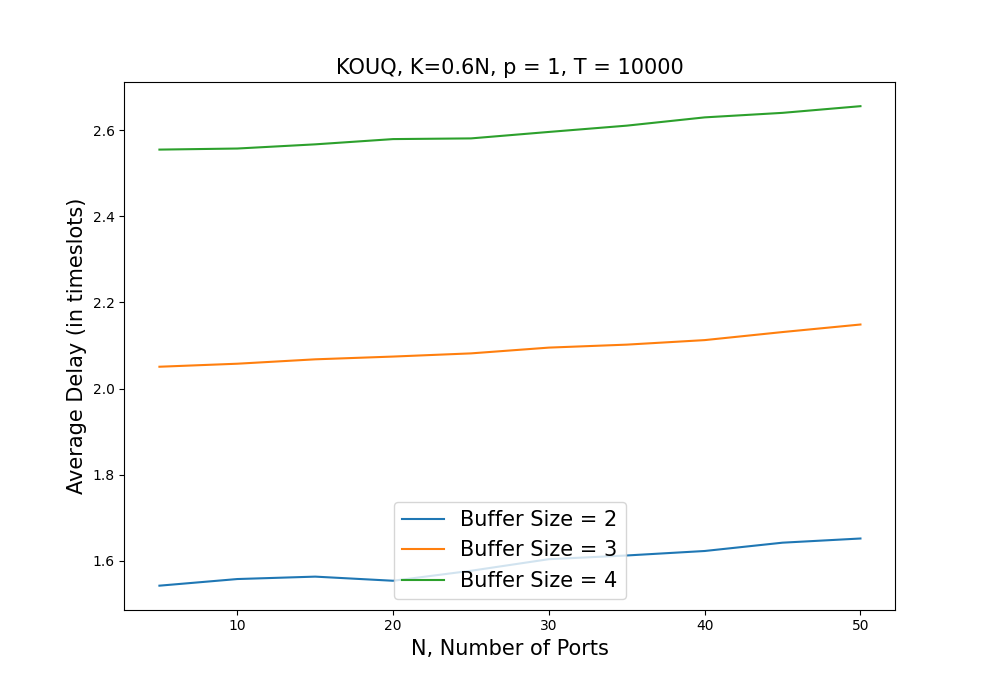 KOUQ, K=0.6N, p = 1, T = 10000
Average Delay (in timeslots)
2.6
2.4
2.2
2.0
1.8
1.6
Buffer Size = 2
Buffer Size = 3
Buffer Size = 4
10 20 30 40 50
N, Number of Ports